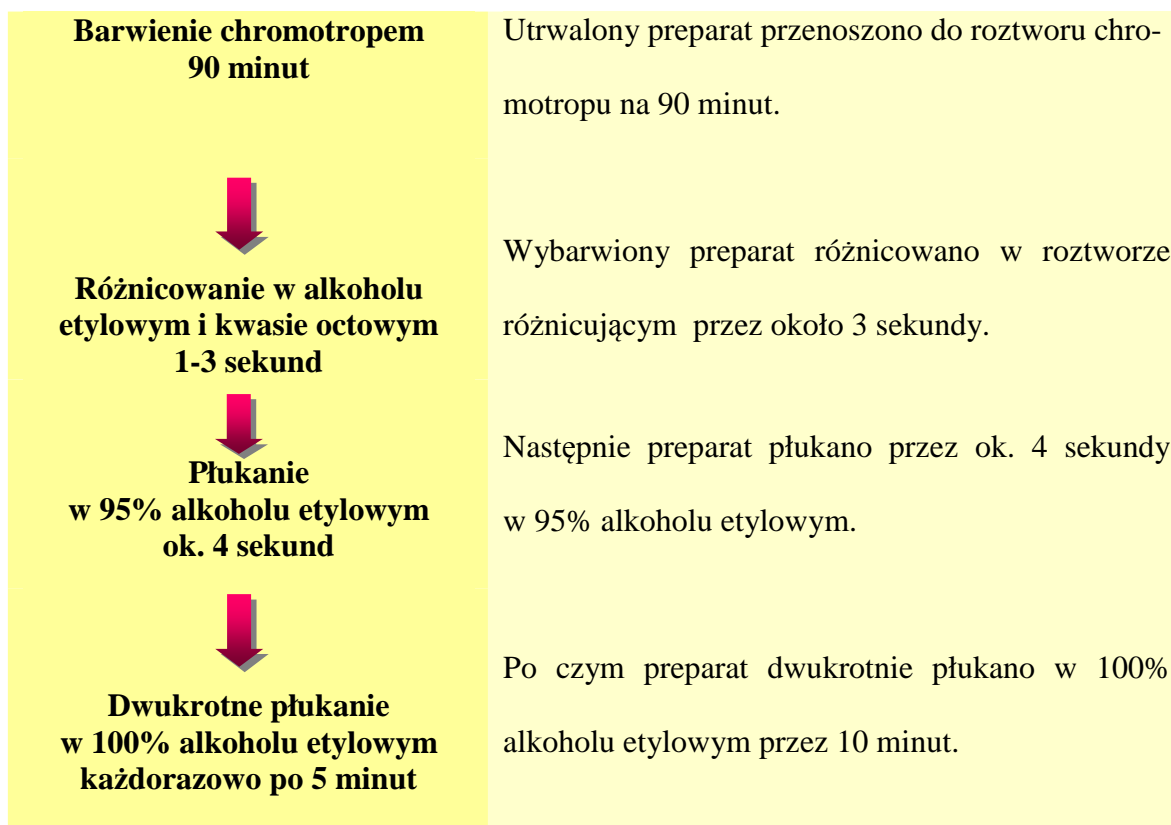 Barwienie chromotropem
90 minut
Utrwalony preparat przenoszono do roztworu chro-
motropu na 90 minut.
Różnicowanie w alkoholu
etylowym i kwasie octowym
1-3 sekund
Wybarwiony preparat różnicowano w roztworze
różnicującym przez około 3 sekundy.
Płukanie
w 95% alkoholu etylowym
ok. 4 sekund
Następnie preparat płukano przez ok. 4 sekundy
w 95% alkoholu etylowym.
Dwukrotne płukanie
w 100% alkoholu etylowym
każdorazowo po 5 minut
Po czym preparat dwukrotnie płukano w 100%
alkoholu etylowym przez 10 minut.